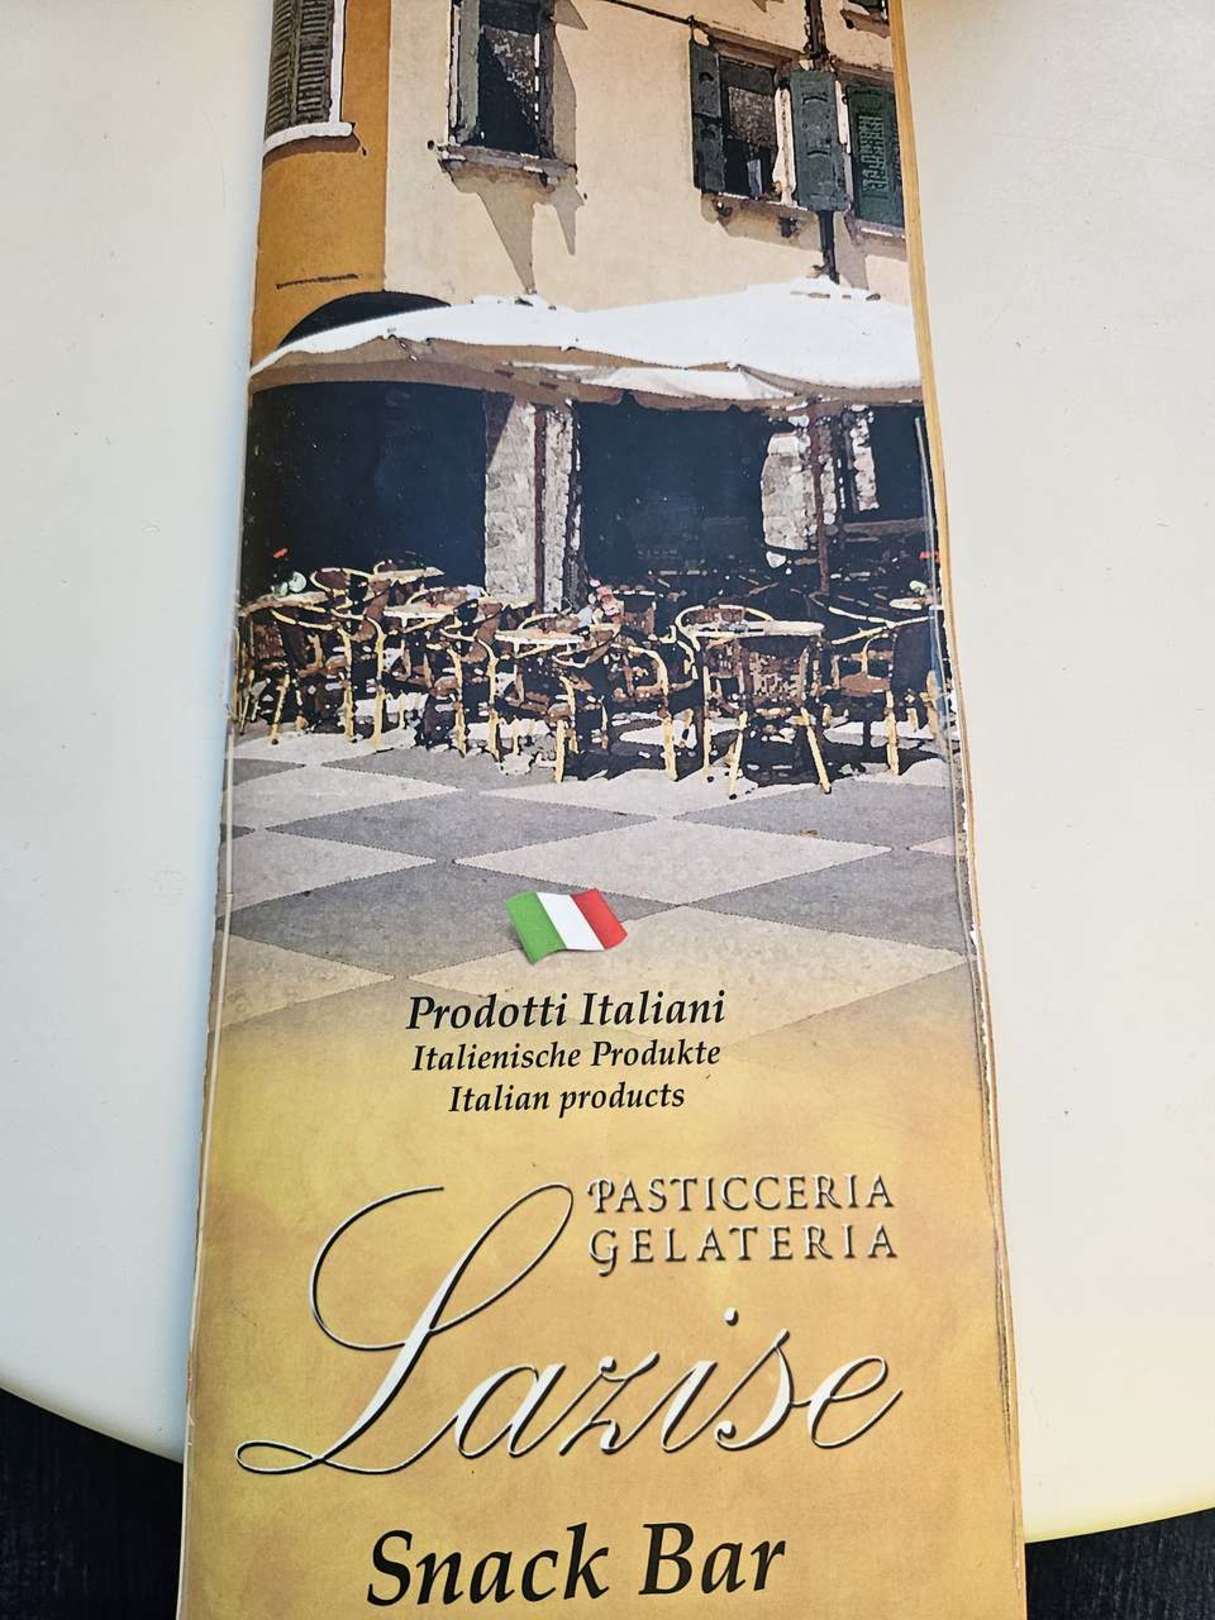 Prodotti Italiani
Italienische Produkte
Italian products
PASTICCERIA
GELATERIA
Lazise
Snack Bar